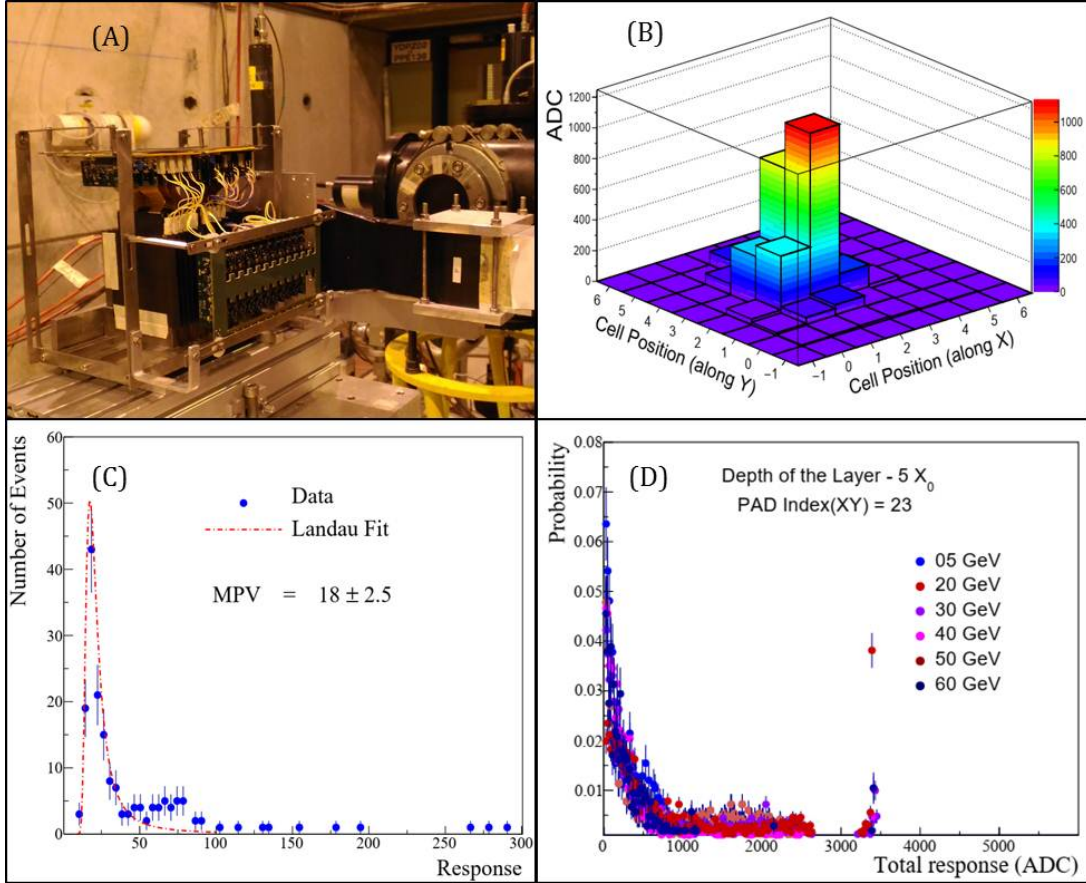 (A)
(B)
ADC
1200
1000
800
600
400
200
0
6
5
4
3
2
1
0
−1
Cell Position (along Y)
−1
0
1
2
3
4
5
6
Cell Position (along X)
1000
800
600
400
200
0
(C)
Number of Events
60
50
40
30
20
10
0
Data
Landau Fit
MPV = 18 ± 2.5
50
100
150
200
250
300
Response
(D)
Probability
0.08
0.07
0.06
0.05
0.04
0.03
0.02
0.01
0
Depth of the Layer - 5 X0
PAD Index(XY) = 23
05 GeV
20 GeV
30 GeV
40 GeV
50 GeV
60 GeV
0
1000
2000
3000
4000
5000
Total response (ADC)